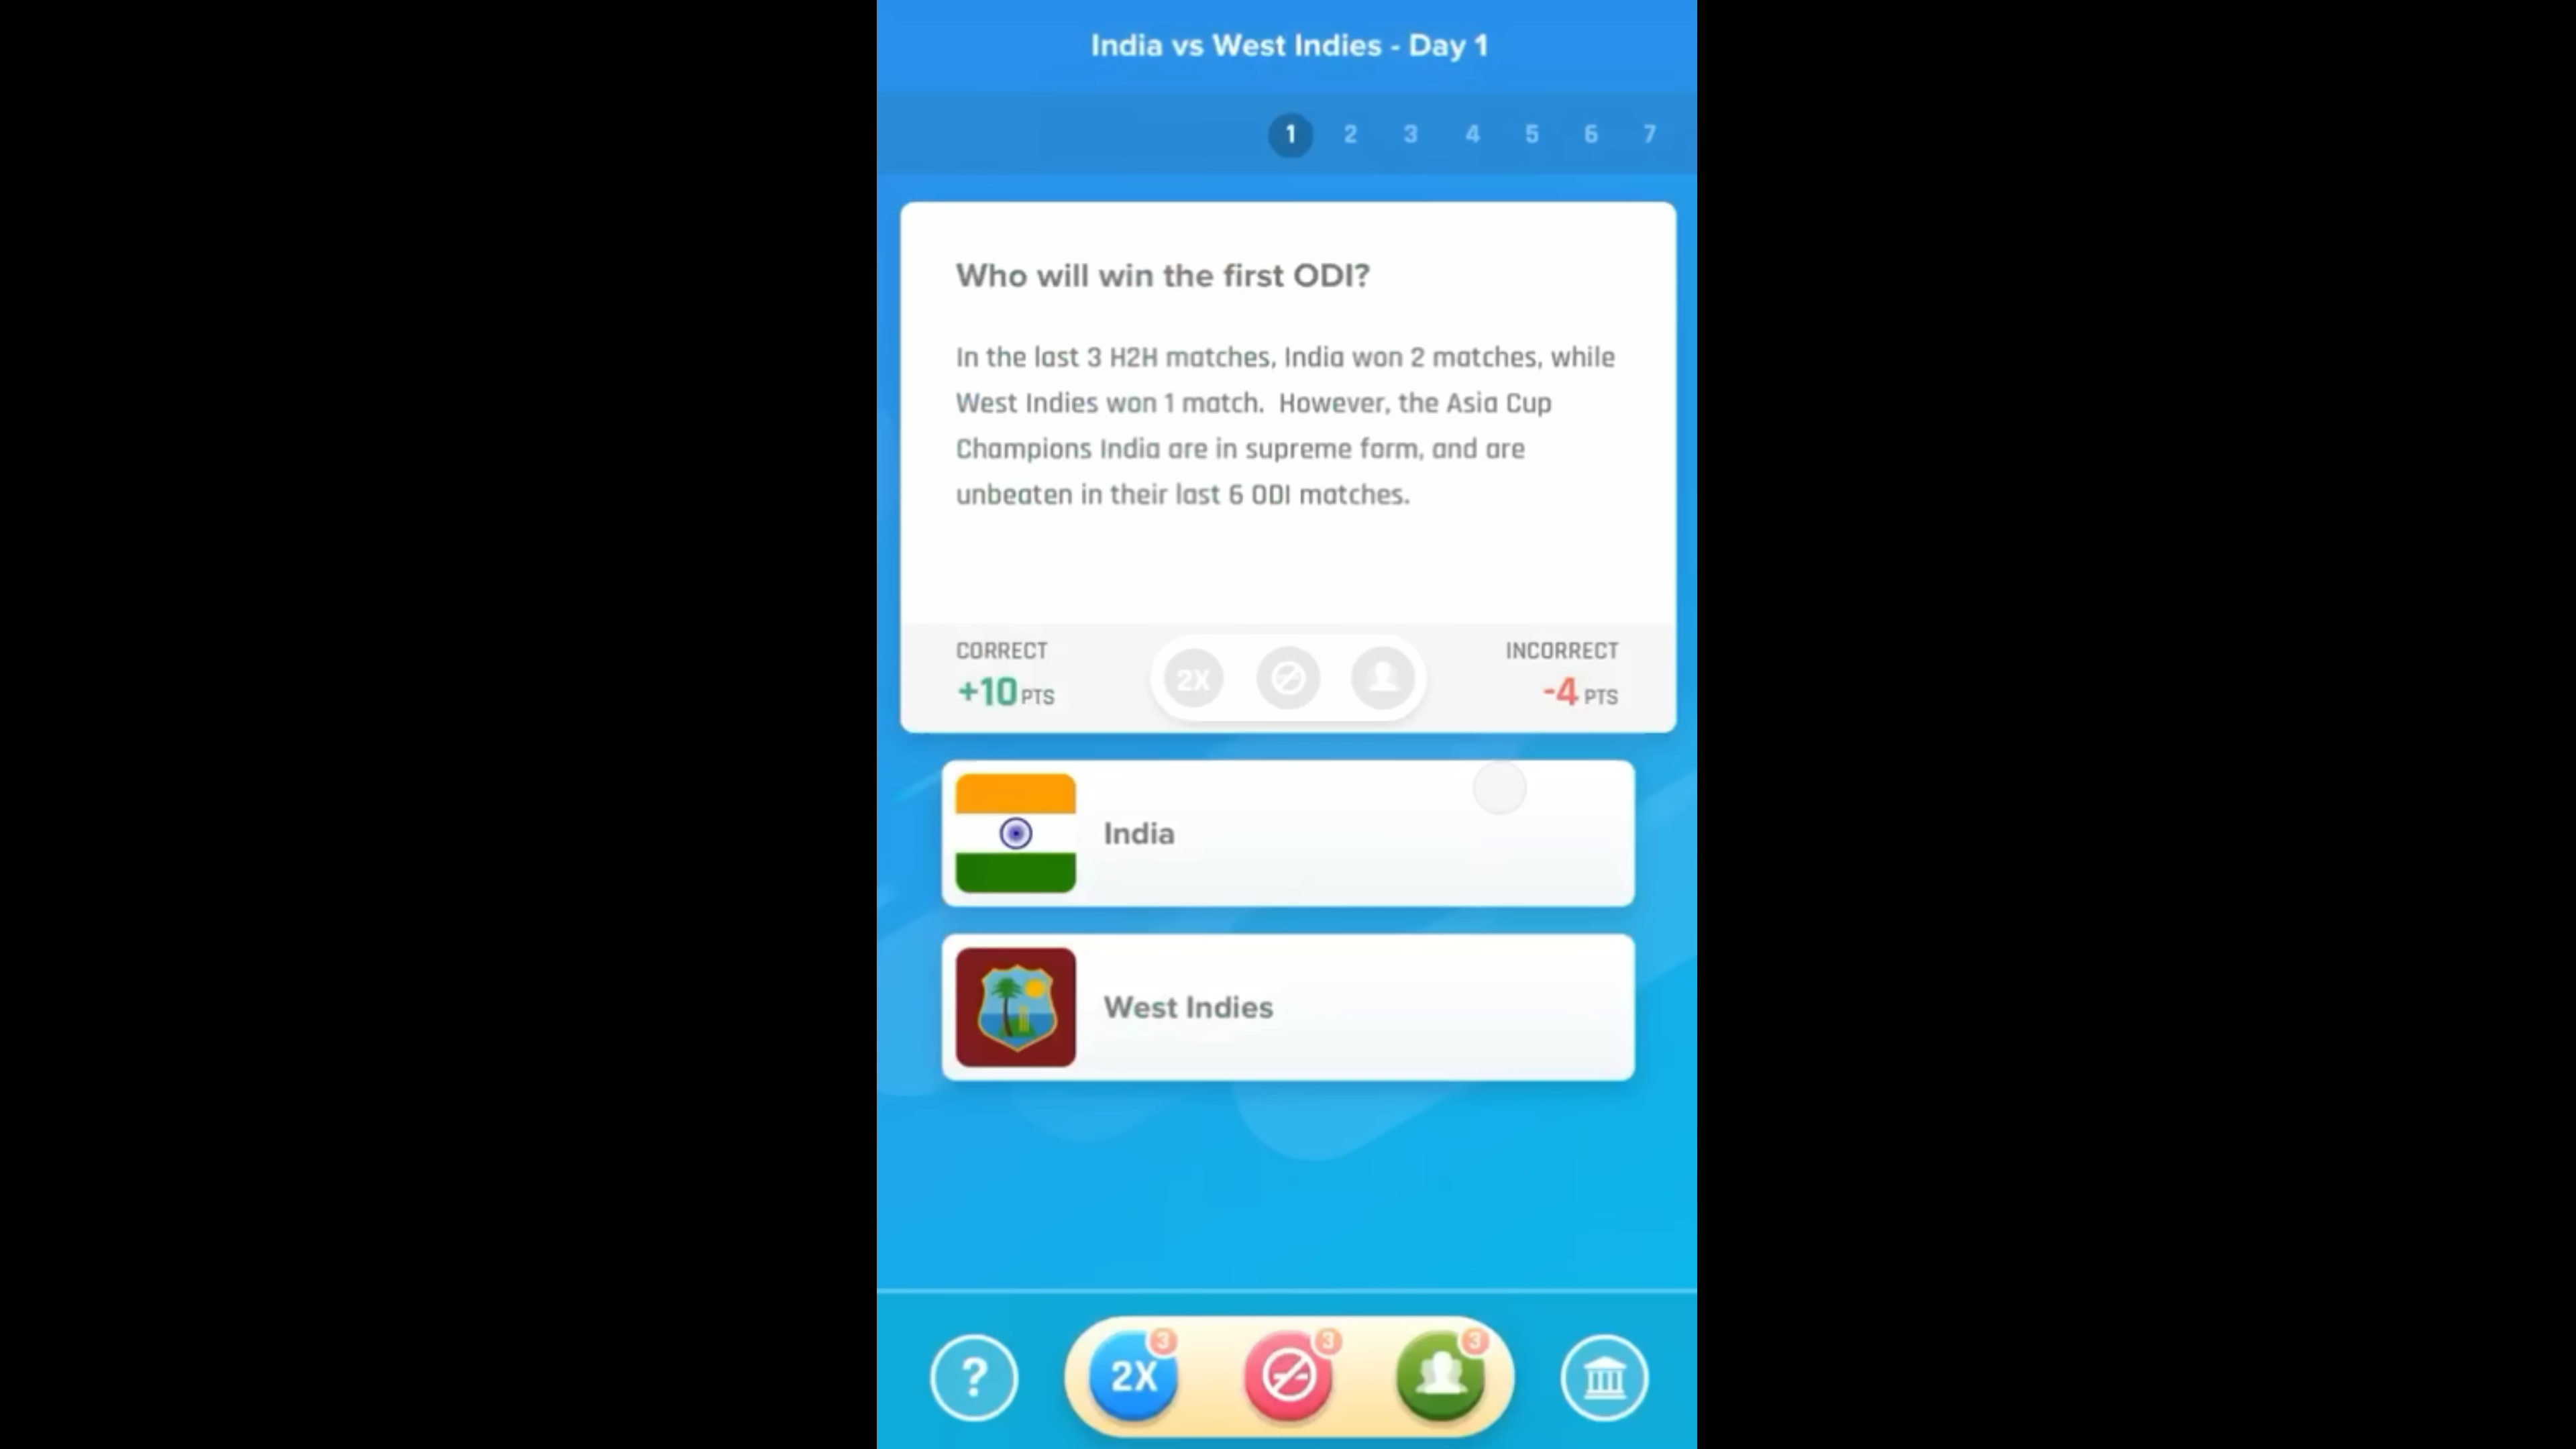 India vs West Indies - Day 1
1 2 3 4 5 6 7
Who will win the first ODI?
In the last 3 H2H matches, India won 2 matches, while
West Indies won 1 match. However, the Asia Cup
Champions India are in supreme form, and are
unbeaten in their last 6 ODI matches.
CORRECT
+10 PTS
2X
INCORRECT
-4 PTS
India
West Indies
?
2X 3
3
3